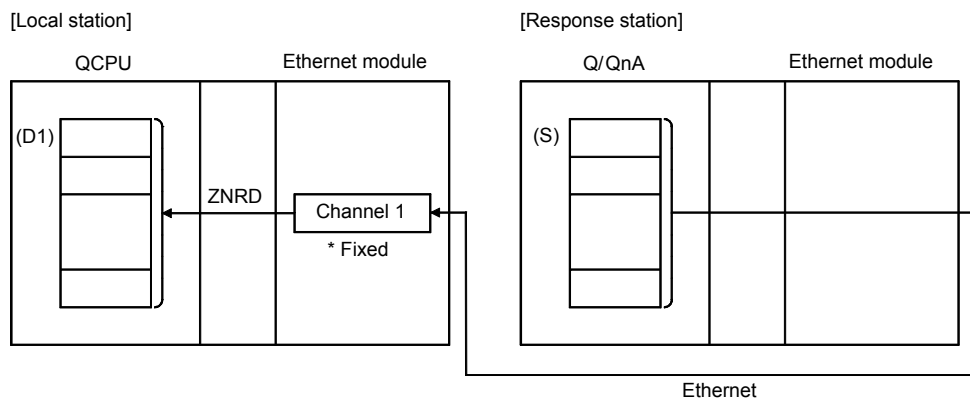 [Local station]
[Response station]
QCPU
Ethernet module
Q/QnA
Ethernet module
(D1)
(S)
ZNRD
Channel 1
* Fixed
Ethernet